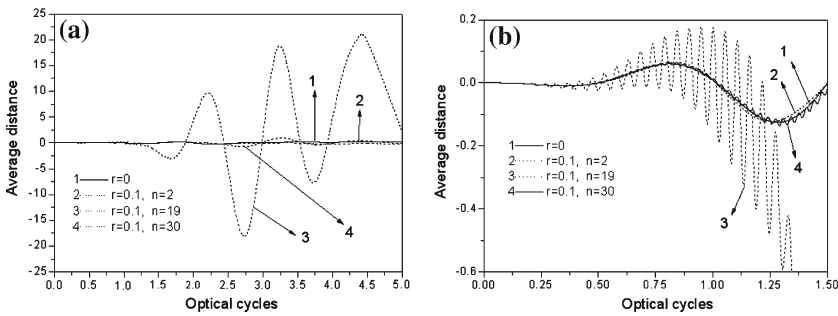 (a)
25
20
15
10
5
0
-5
-10
-15
-20
-25
Average distance
1
2
3
4
1 r=0
2 r=0.1, n=2
3 r=0.1, n=19
4 r=0.1, n=30
0.0 0.5 1.0 1.5 2.0 2.5 3.0 3.5 4.0 4.5 5.0
Optical cycles
(b)
0.2
0.0
-0.2
-0.4
-0.6
Average distance
1
2
4
3
1 r=0
2 r=0.1, n=2
3 r=0.1, n=19
4 r=0.1, n=30
0.00 0.25 0.50 0.75 1.00 1.25 1.50
Optical cycles